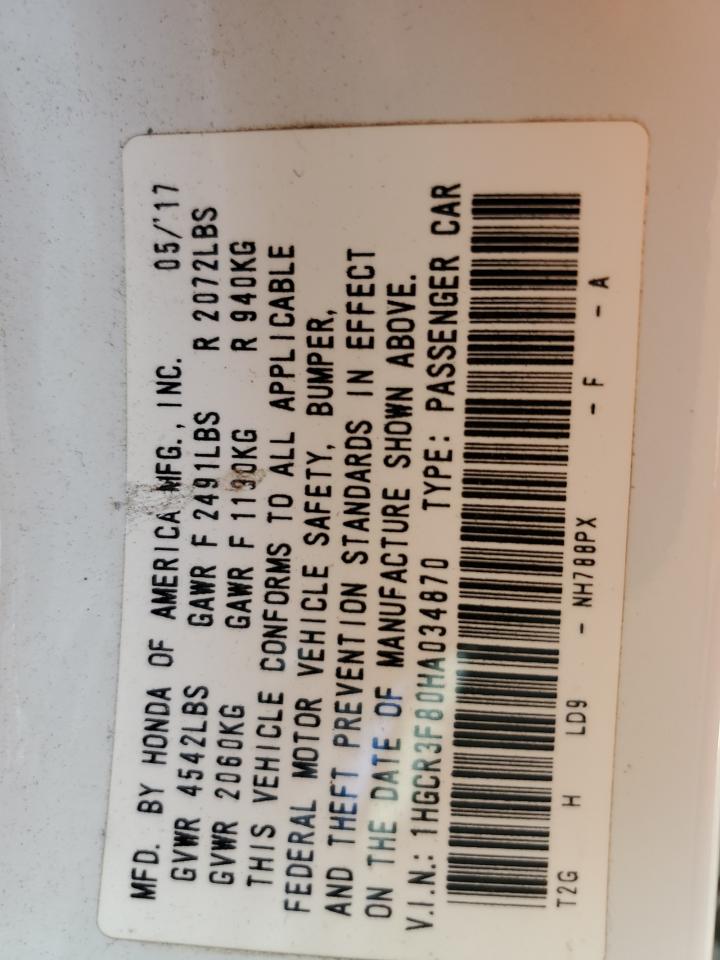 MFD. BY HONDA OF AMERICA MFG., INC. 05/'17
GVWR 4542LBS GAWR F 2491LBS R 2072LBS
GVWR 2060KG GAWR F 1130KG R 940KG
THIS VEHICLE CONFORMS TO ALL APPLICABLE
FEDERAL MOTOR VEHICLE SAFETY, BUMPER,
AND THEFT PREVENTION STANDARDS IN EFFECT
ON THE DATE OF MANUFACTURE SHOWN ABOVE.
V.I.N.: 1HGCR3F80HA034870 TYPE: PASSENGER CAR
T2G H LD9 - NH788PX - F - A